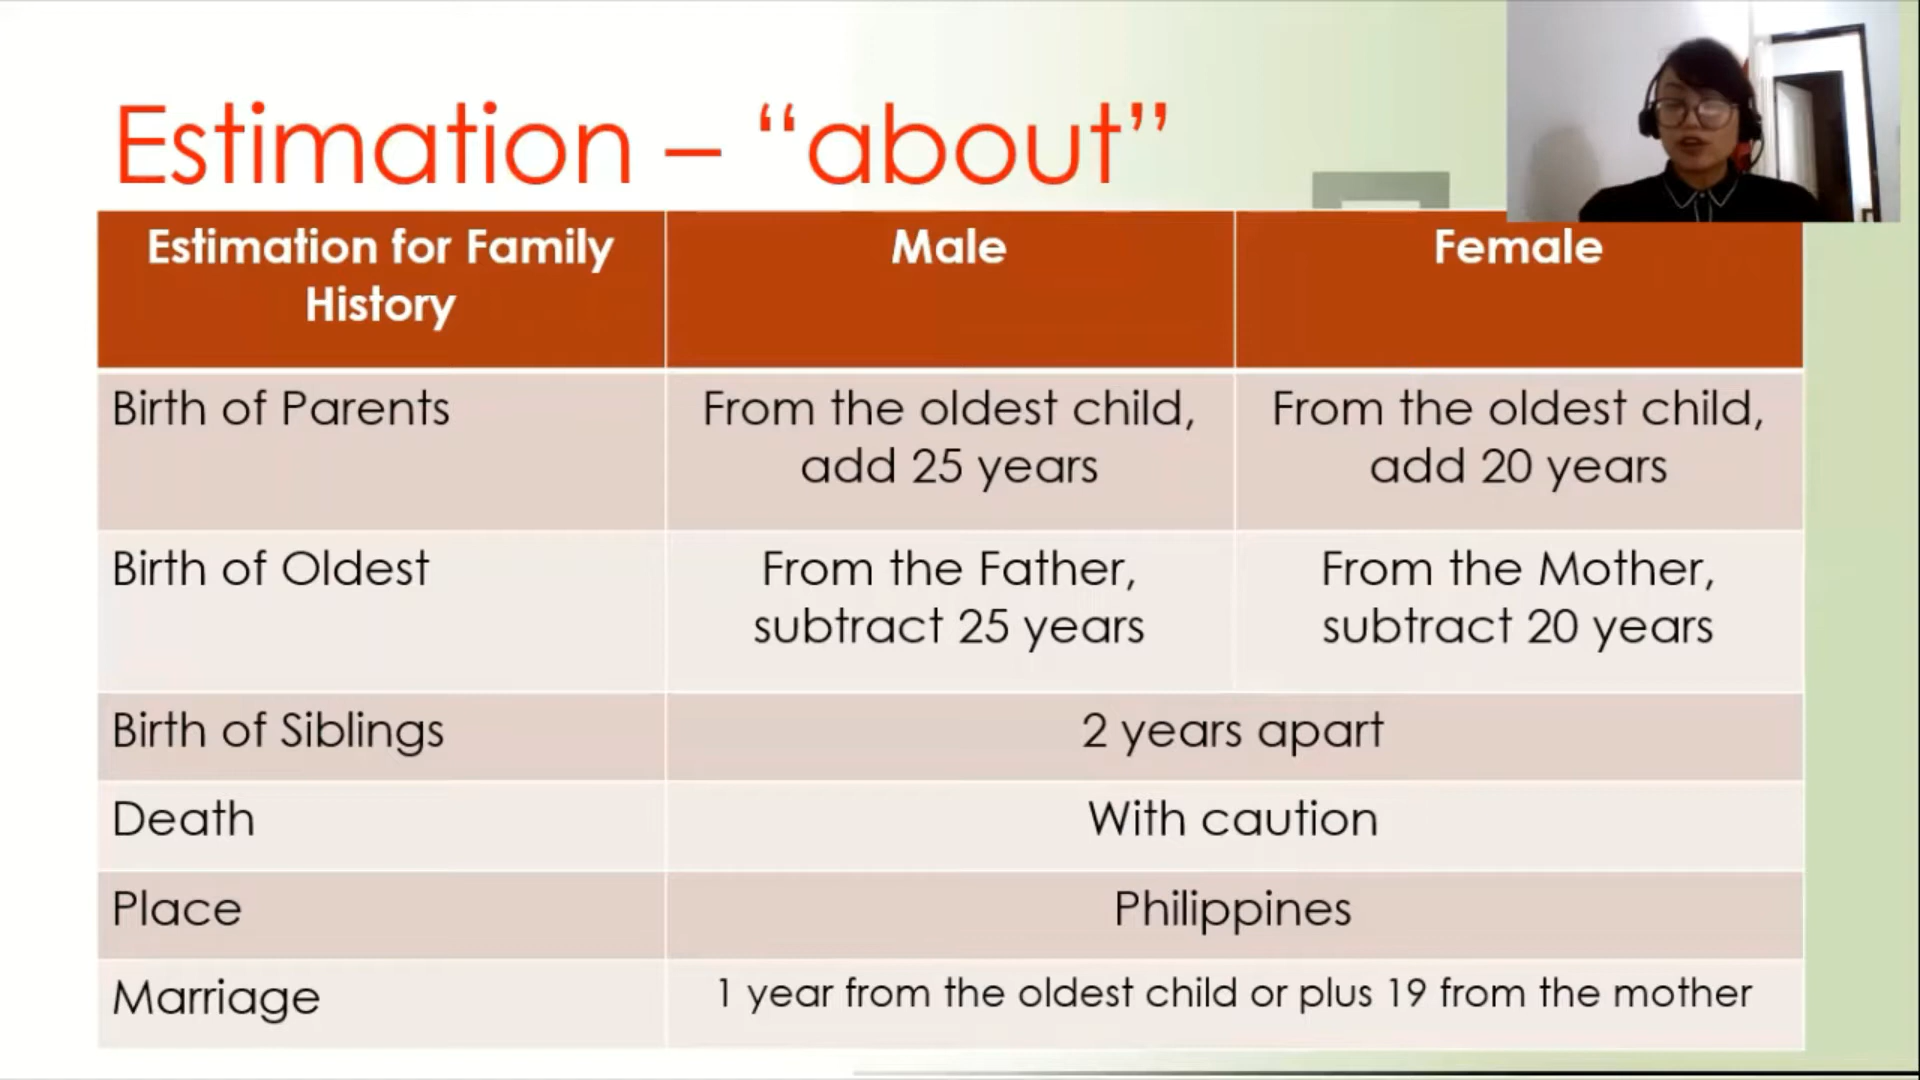 Estimation – “about”
Estimation for Family
History
Male
Female
Birth of Parents
From the oldest child,
add 25 years
From the oldest child,
add 20 years
Birth of Oldest
From the Father,
subtract 25 years
From the Mother,
subtract 20 years
Birth of Siblings
2 years apart
Death
With caution
Place
Philippines
Marriage
1 year from the oldest child or plus 19 from the mother